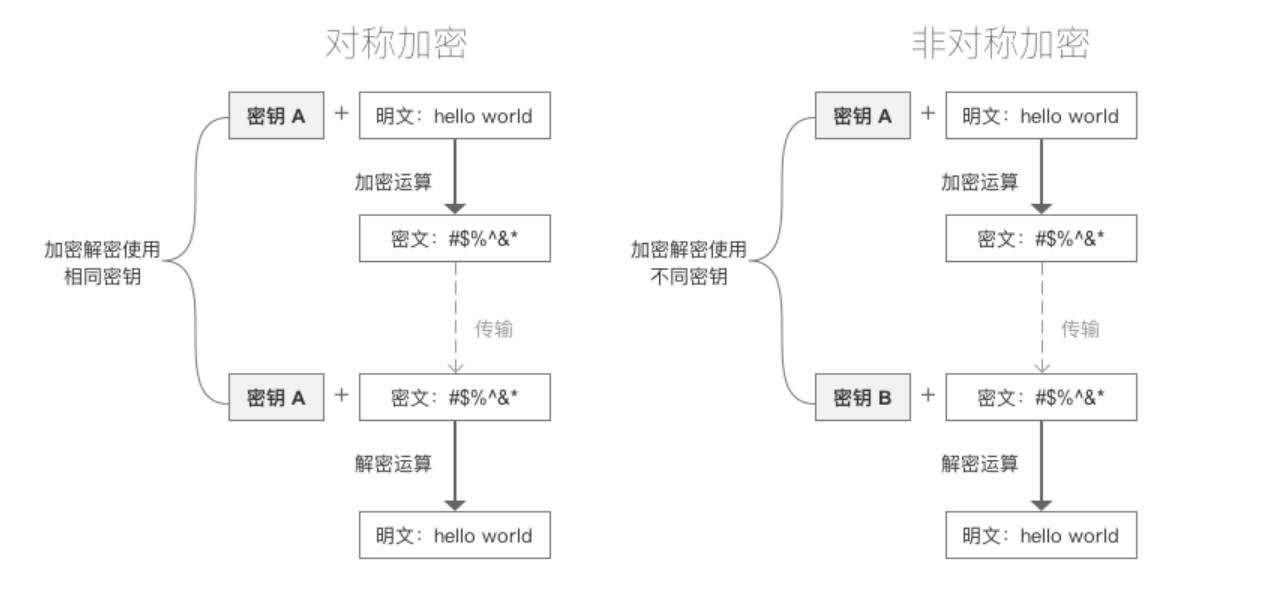 对称加密
密钥 A + 明文：hello world
加密运算
密文：#$%^&*
加密解密使用
相同密钥
传输
密钥 A + 密文：#$%^&*
解密运算
明文：hello world
非对称加密
密钥 A + 明文：hello world
加密运算
密文：#$%^&*
加密解密使用
不同密钥
传输
密钥 B + 密文：#$%^&*
解密运算
明文：hello world